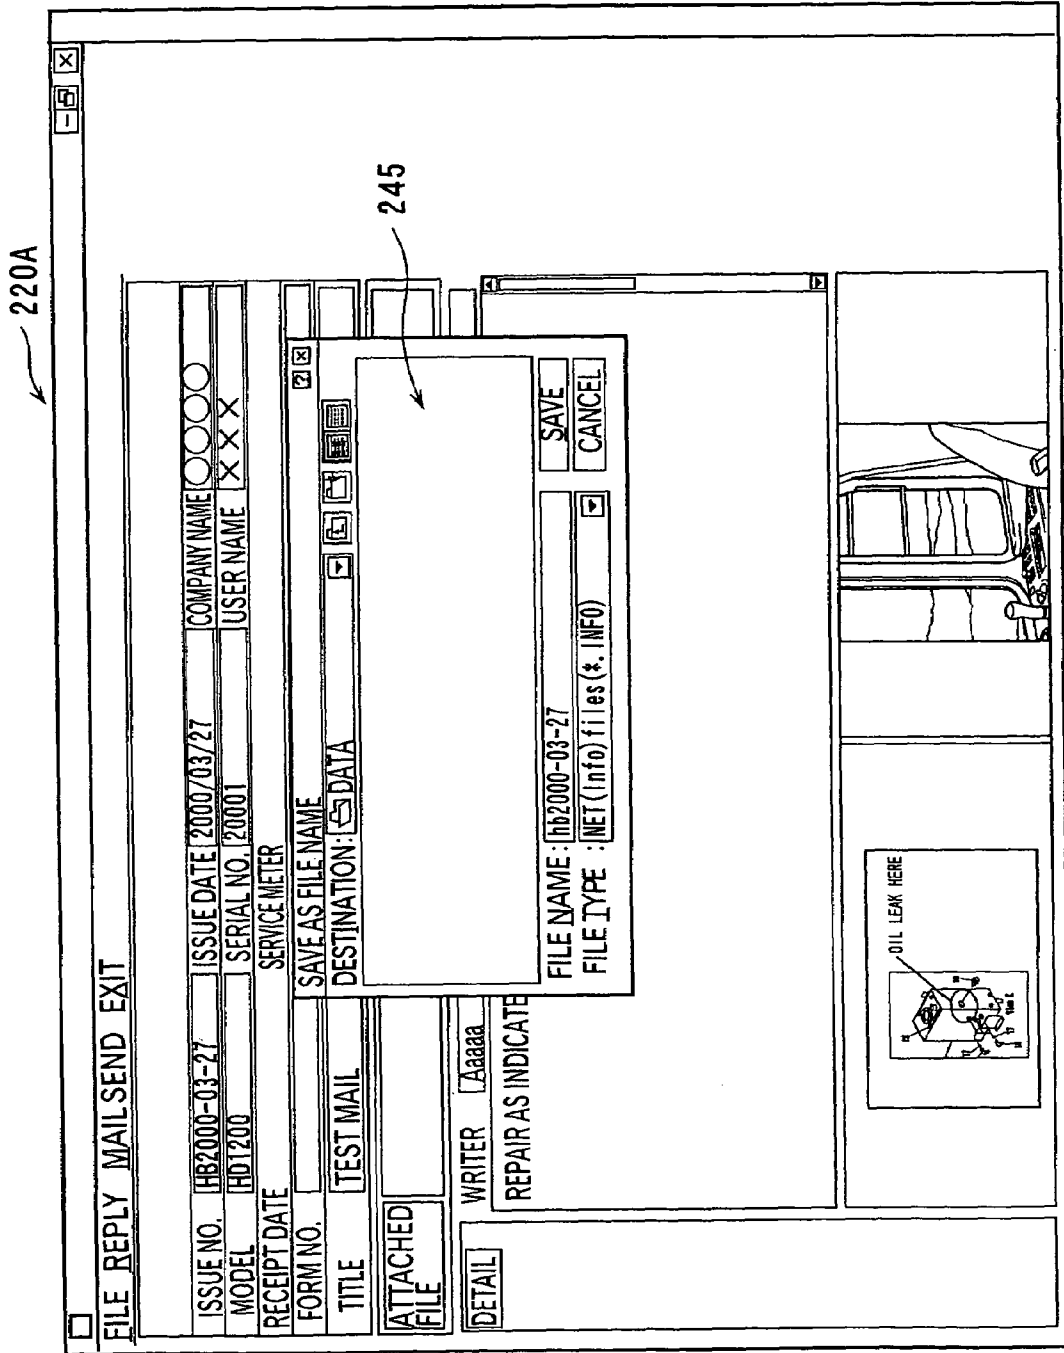 220A
FILE REPLY MAILSEND EXIT
ISSUE NO. HB2000-03-27 ISSUE DATE 2000/03/27 COMPANY NAME ○○○○
MODEL HD1200 SERIAL NO. 20001 USER NAME ×××
RECEIPT DATE SERVICE METER
FORM NO.
TITLE TEST MAIL
ATTACHED
FILE
SAVE AS FILE NAME
DESTINATION: DATA
245
FILE NAME : hb2000-03-27 SAVE
FILE TYPE : NET(Info)files(*.INFO) CANCEL
WRITER Aaaaa
DETAIL
REPAIR AS INDICATE
OIL LEAK HERE